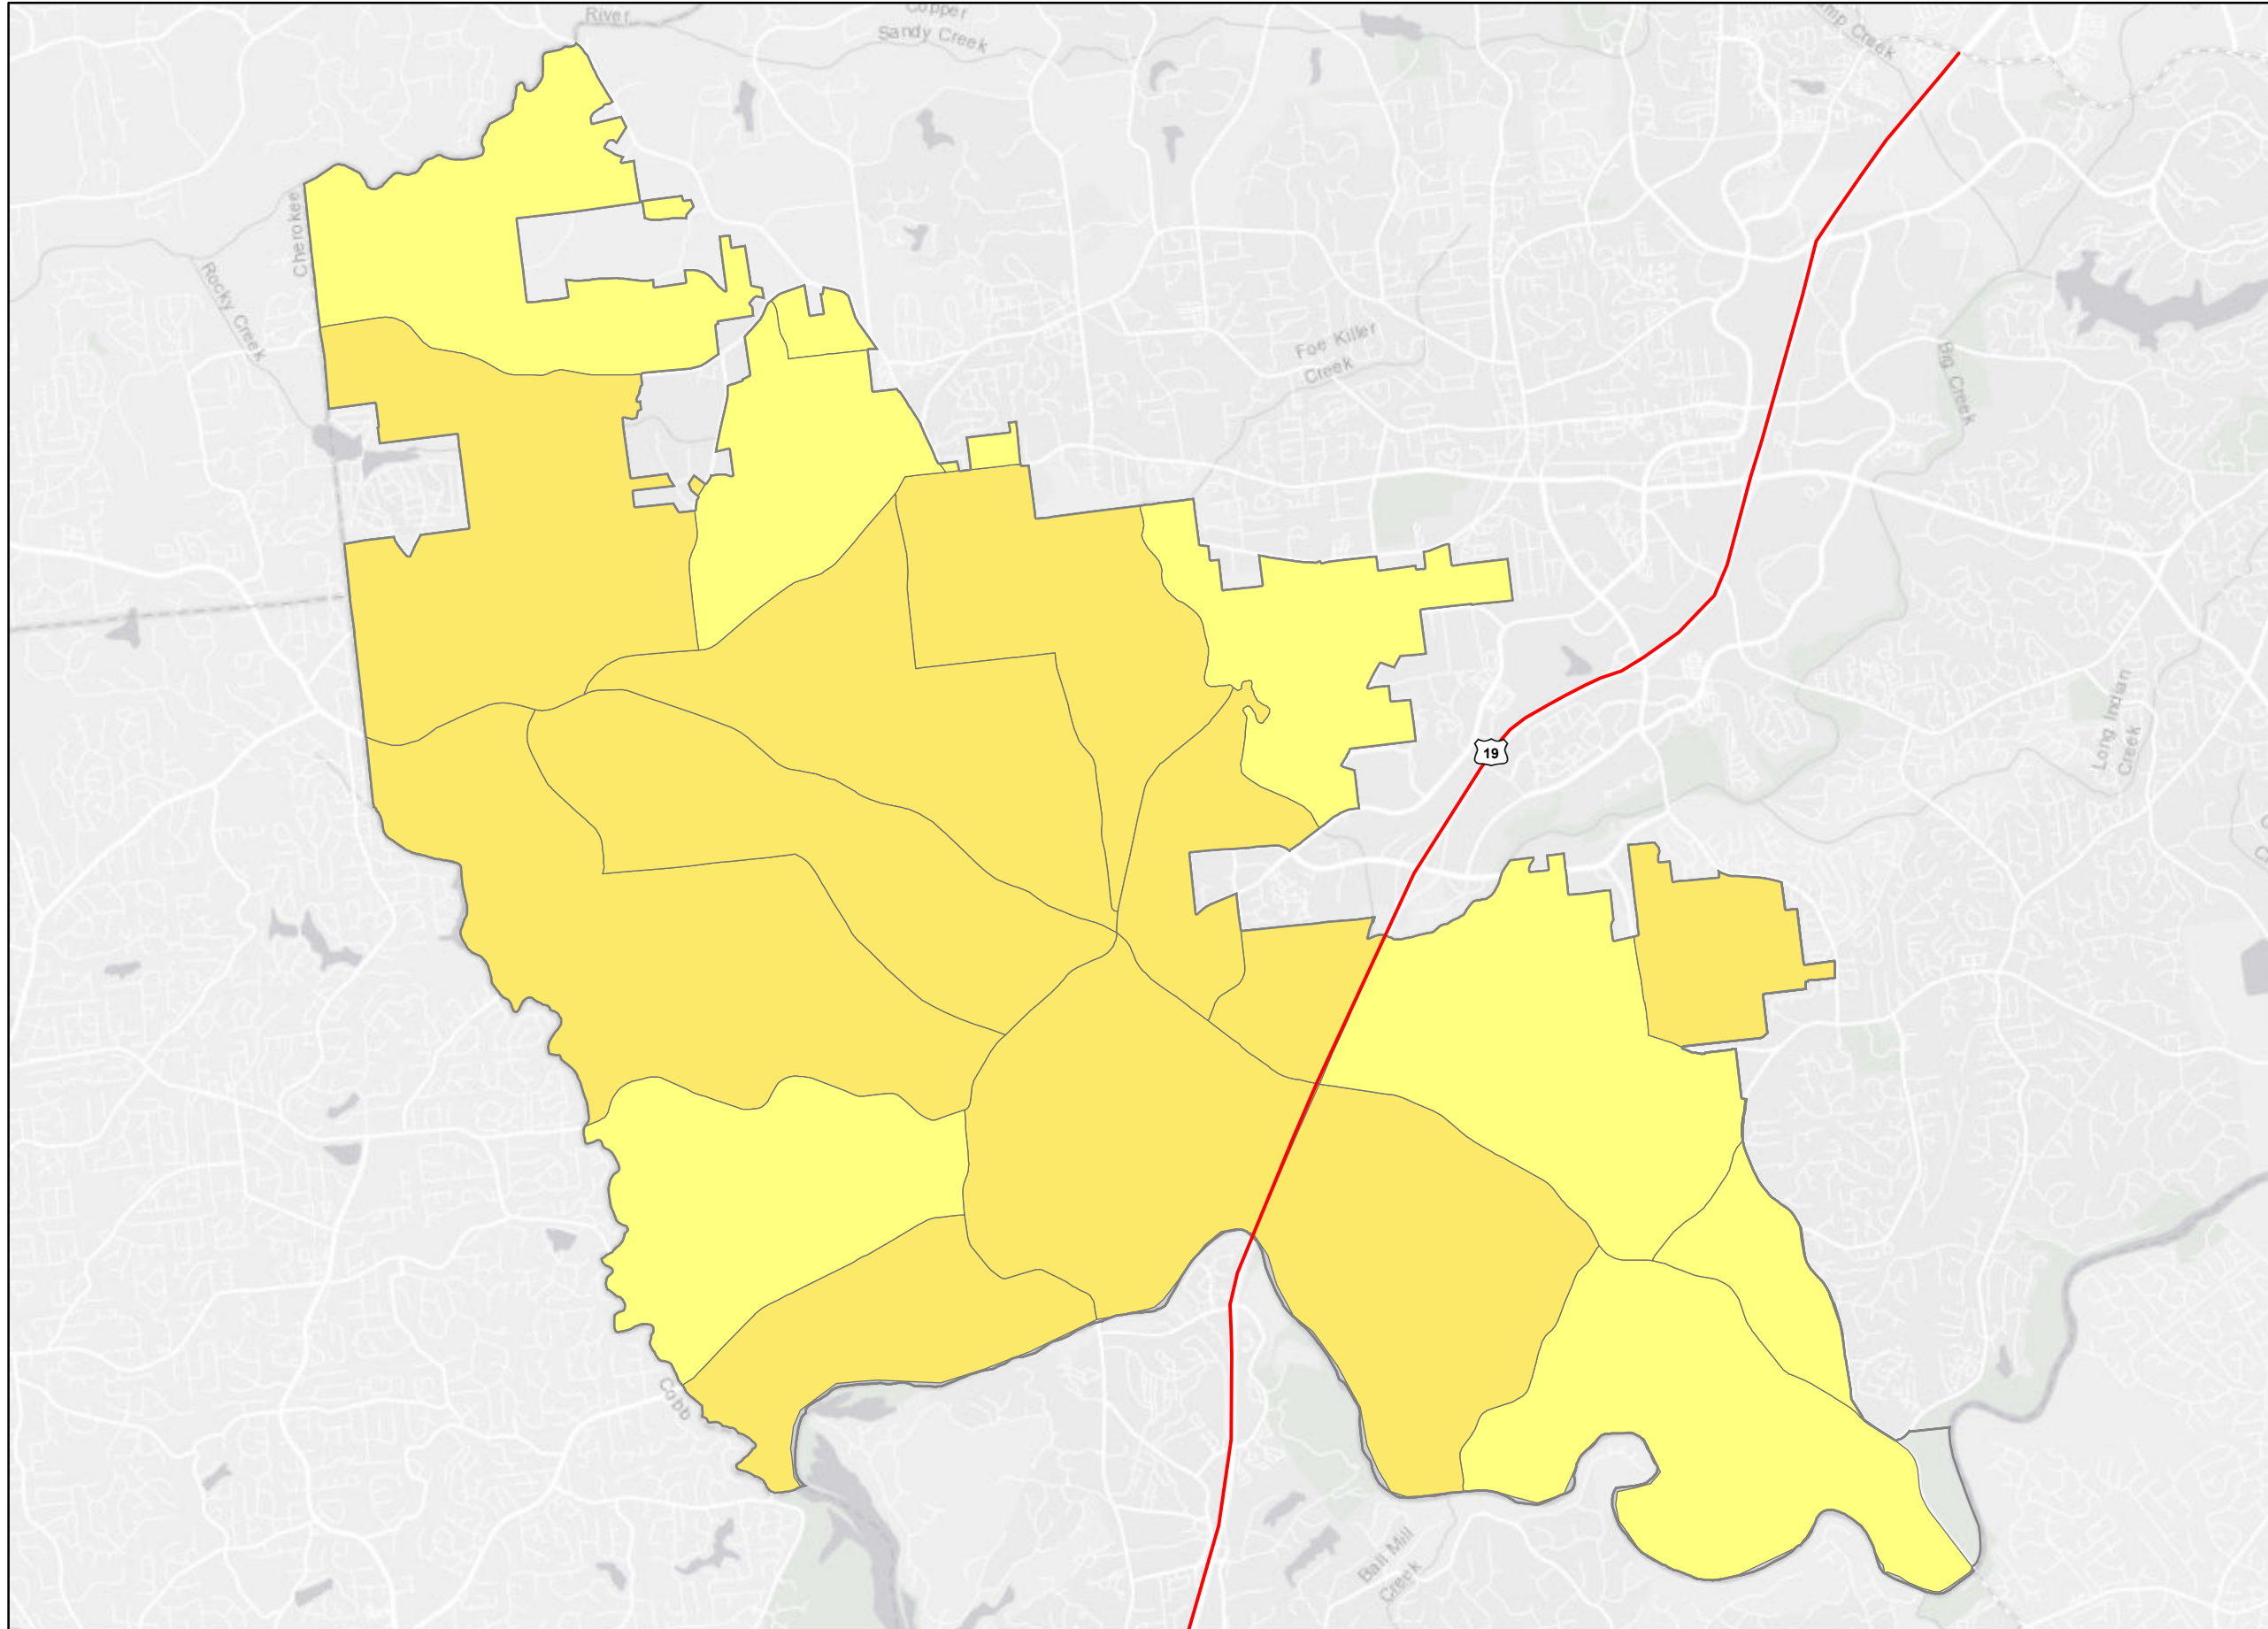 River
Copper
Sandy Creek
Creek
Cherokee
Rocky Creek
Foe Killer
Creek
Big Creek
Long Indian
Creek
19
Cobb
Ball Mill
Creek